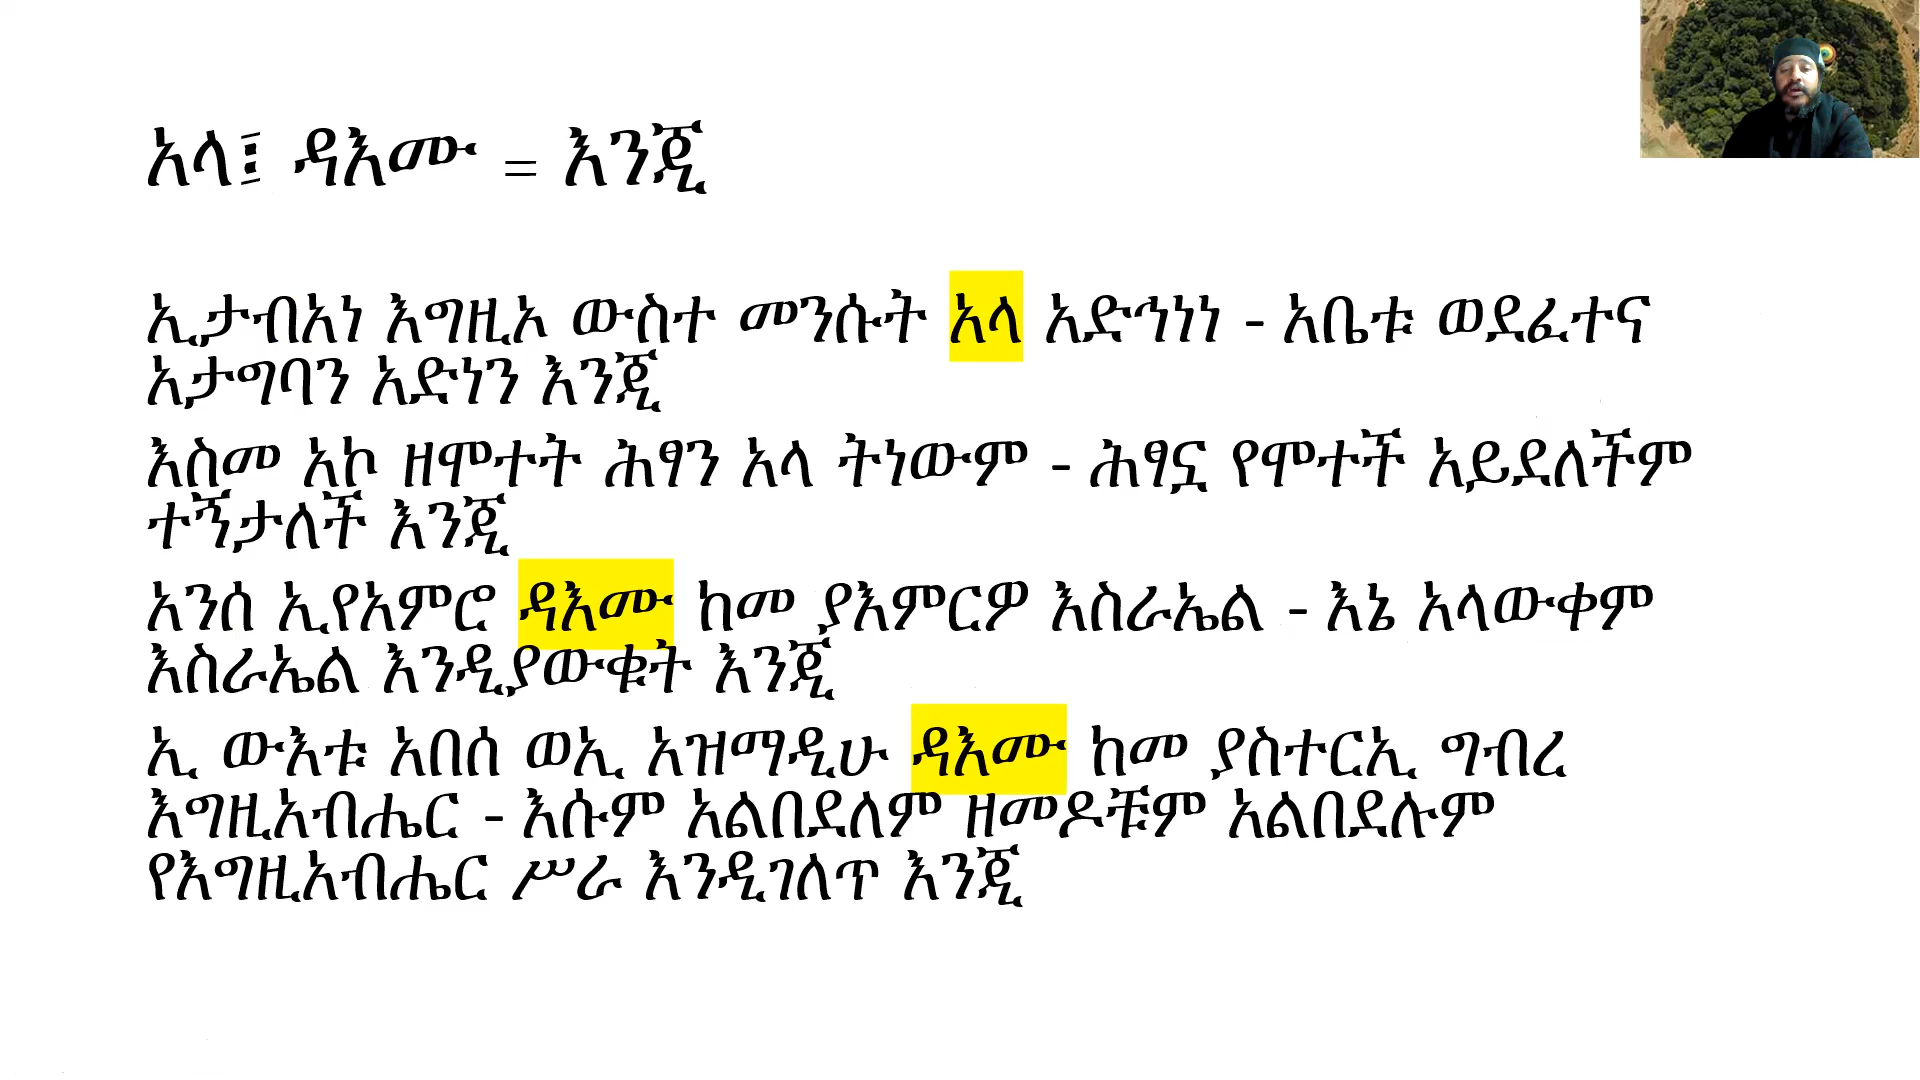 አላ፤ ዳእሙ = እንጂ
ኢታብአነ እግዚኦ ውስተ መንሱት አላ አድኅነነ - አቤቱ ወደፈተና
አታግባን አድነን እንጂ
እስመ አኮ ዘሞተት ሕፃን አላ ትነውም - ሕፃኗ የሞተች አይደለችም
ተኝታለች እንጂ
አንሰ ኢየአምሮ ዳእሙ ከመ ያእምርዎ እስራኤል - እኔ አላውቀም
እስራኤል እንዲያውቁት እንጂ
ኢ ውእቱ አበሰ ወኢ አዝማዲሁ ዳእሙ ከመ ያስተርኢ ግብረ
እግዚአብሔር - እሱም አልበደለም ዘመዶቹም አልበደሉም
የእግዚአብሔር ሥራ እንዲገለጥ እንጂ